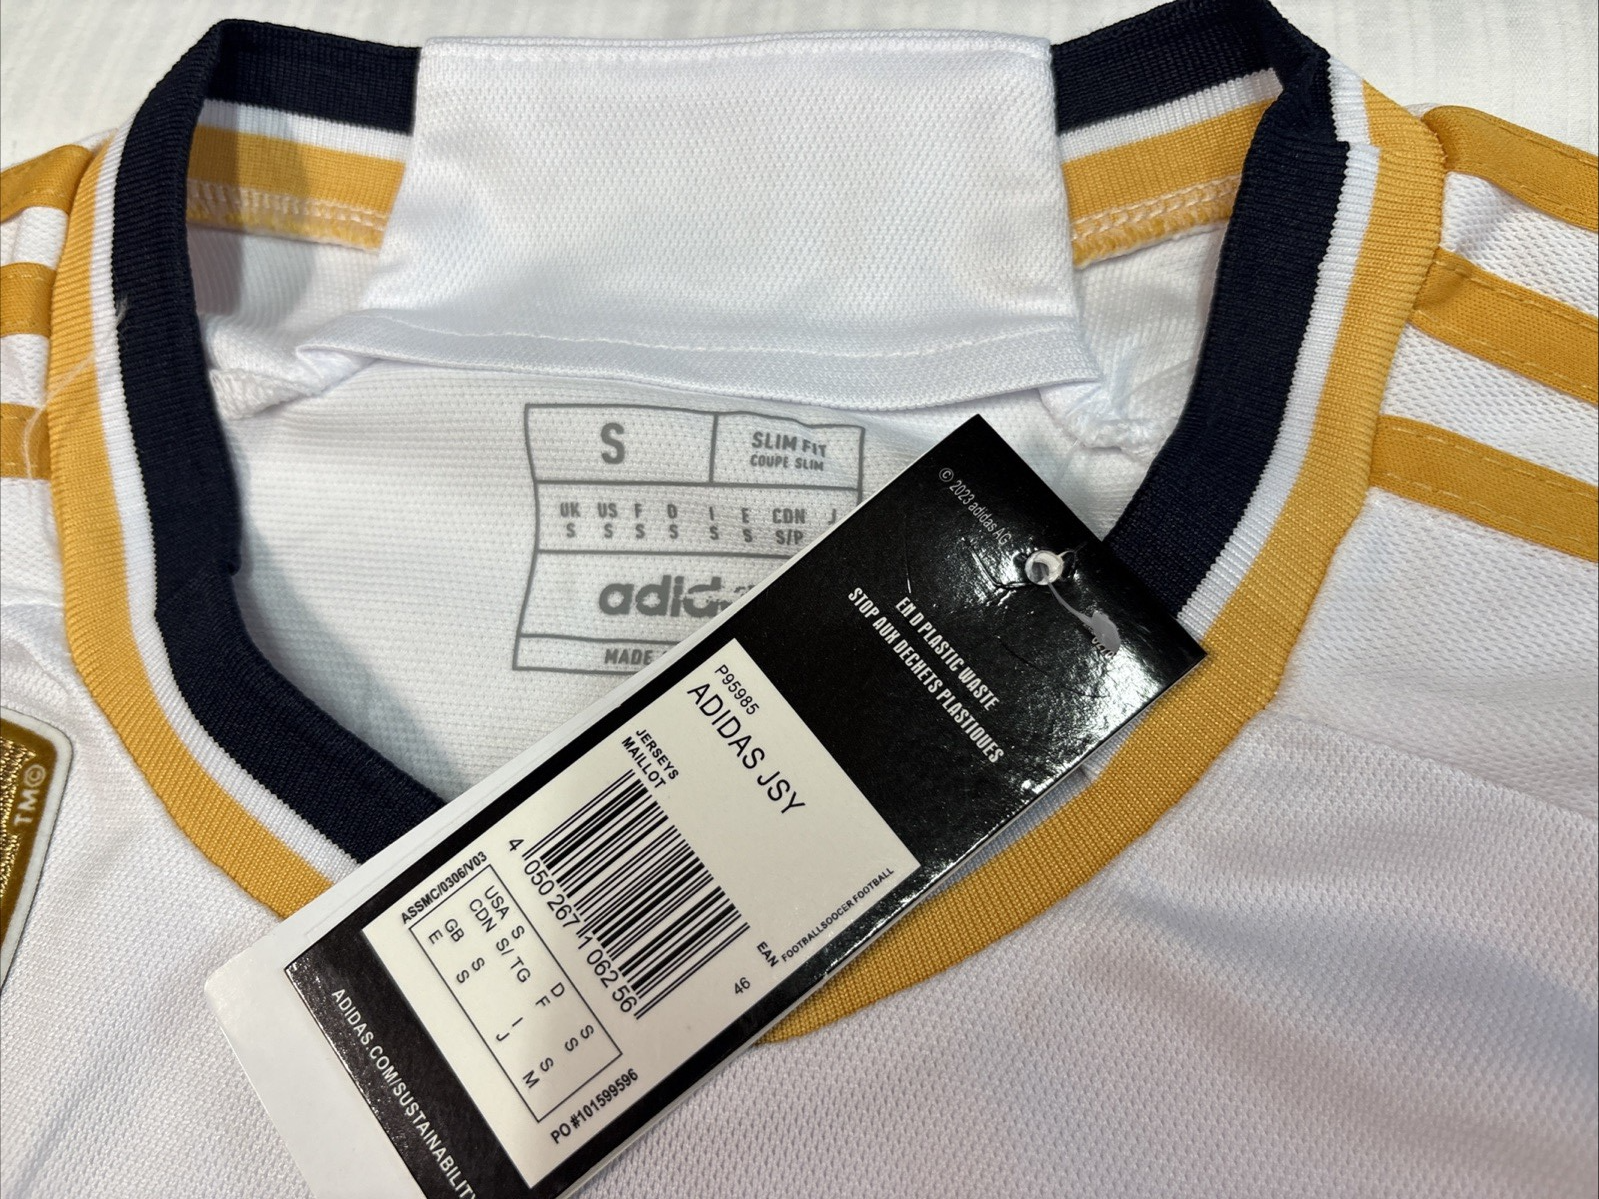 S
SLIM FIT
COUPE SLIM
UK US F D I E CDN J
S S S S S S S/P
MADE
© 2023 adidas AG
END PLASTIC WASTE
STOP AUX DECHETS PLASTIQUES
P95985
ADIDAS JSY
JERSEYS
MAILLOT
4 050267 106256
EAN
46
FOOTBALLSOCCER FOOTBALL
ASSMC/0306/V03
USA S D S
CDN S/ TG F S
GB S I S
E S J M
PO #101599596
ADIDAS.COM/SUSTAINABILITY
TM©